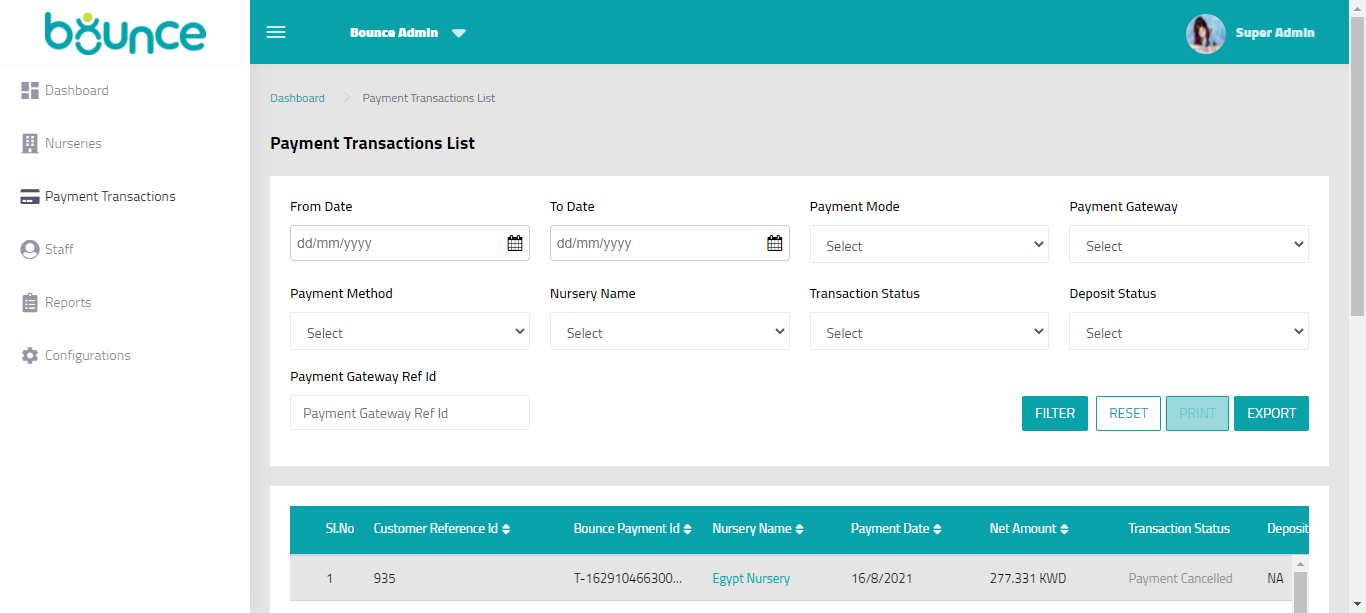 bounce
Bounce Admin
Super Admin
Dashboard
Nurseries
Payment Transactions
Staff
Reports
Configurations
Dashboard Payment Transactions List
Payment Transactions List
From Date To Date Payment Mode Payment Gateway
dd/mm/yyyy dd/mm/yyyy Select Select
Payment Method Nursery Name Transaction Status Deposit Status
Select Select Select Select
Payment Gateway Ref Id
Payment Gateway Ref Id FILTER RESET PRINT EXPORT
Sl.No Customer Reference Id Bounce Payment Id Nursery Name Payment Date Net Amount Transaction Status Deposit
1 935 T-162910466300... Egypt Nursery 16/8/2021 277.331 KWD Payment Cancelled NA